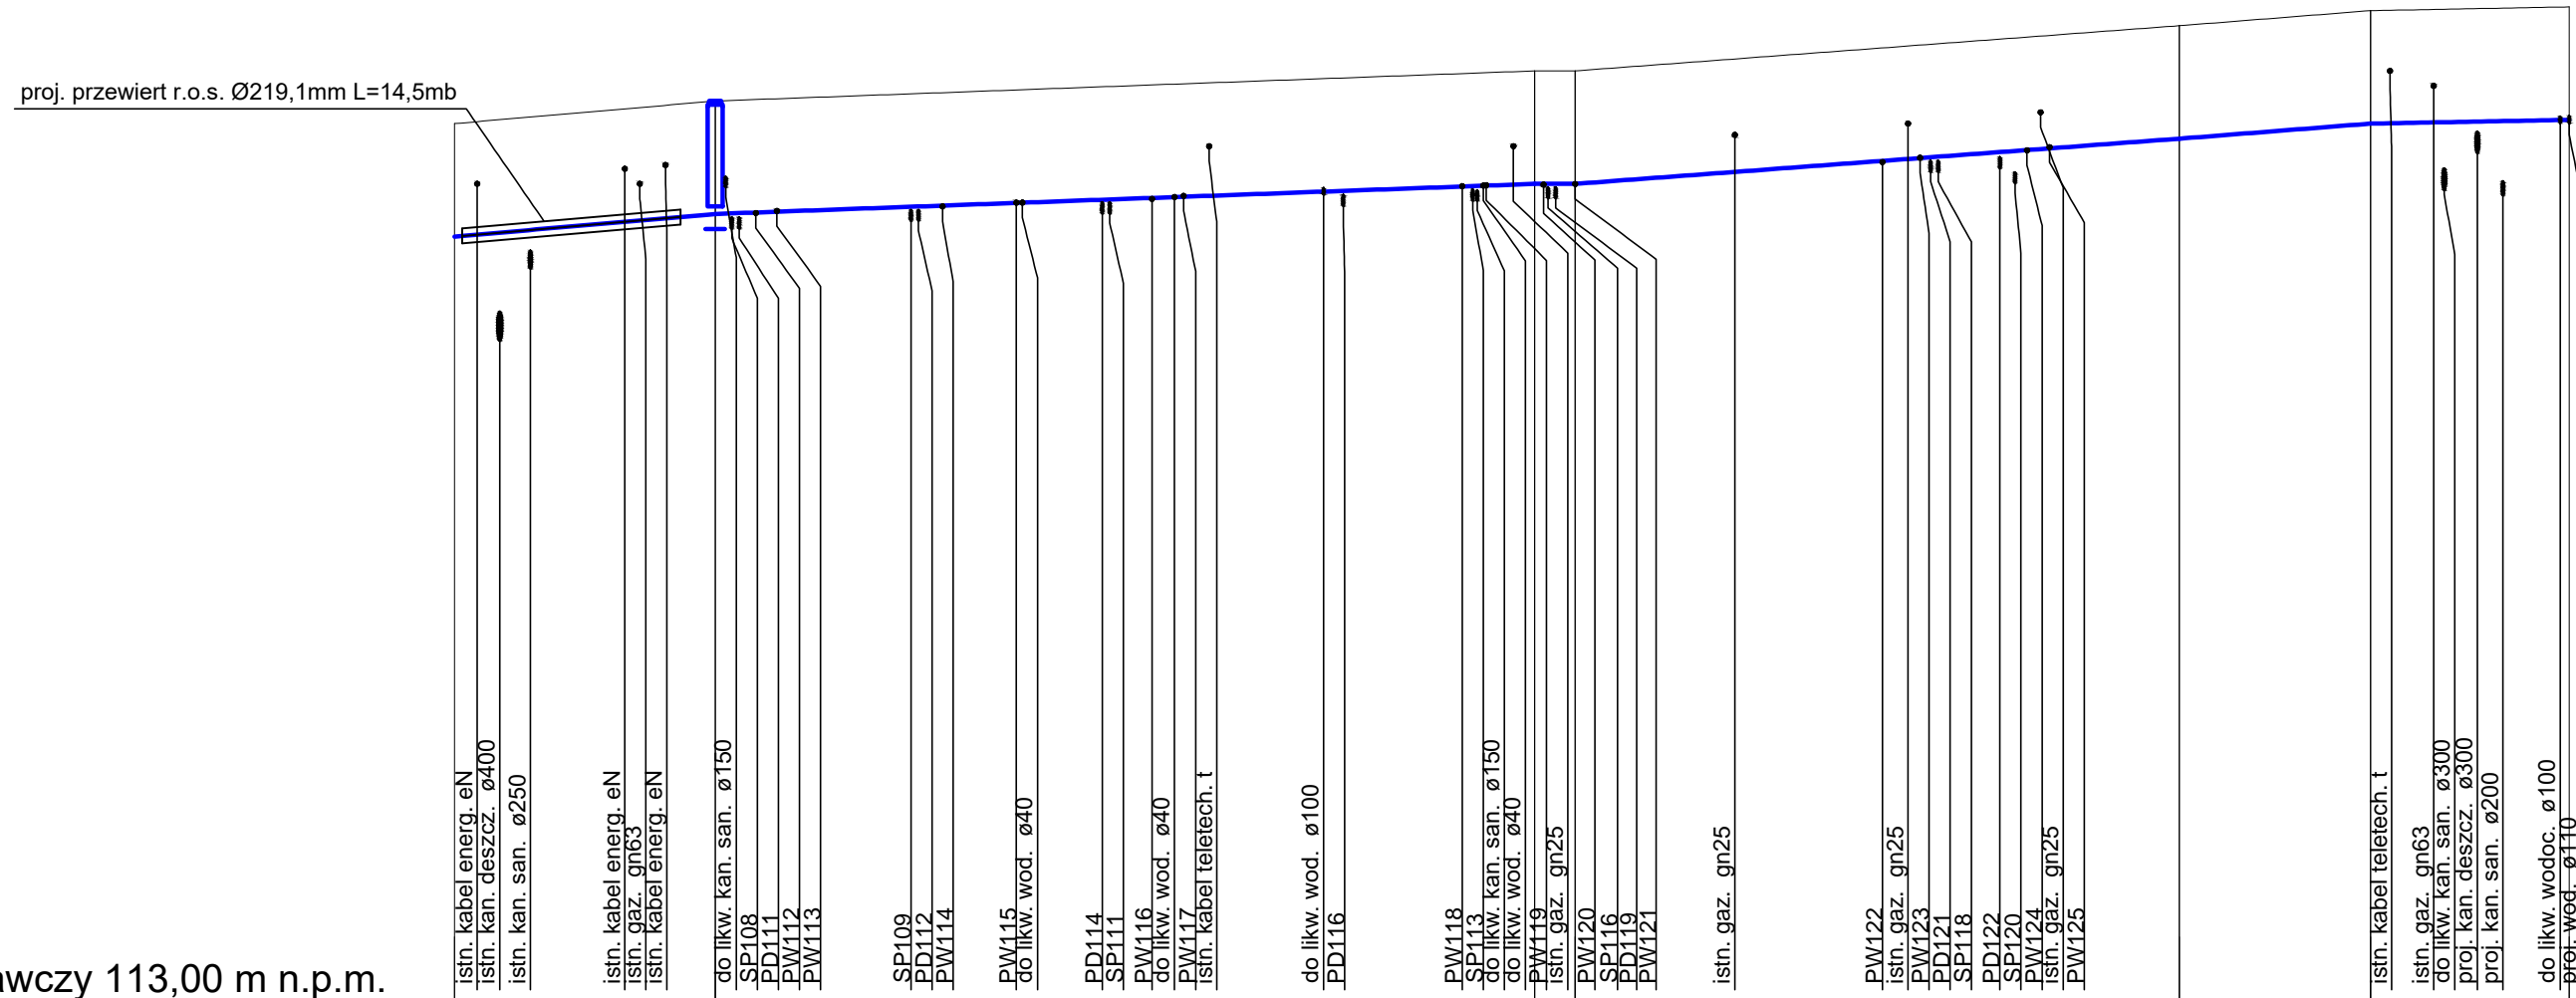 proj. przewiert r.o.s. Ø219,1mm L=14,5mb
istn. kabel energ. eN
istn. kan. deszcz. ø400
istn. kan. san. ø250
istn. kabel energ. eN
istn. gaz. gn63
istn. kabel energ. eN
do likw. kan. san. ø150
SP108
PD111
PW112
PW113
SP109
PD112
PW114
PW115
do likw. wod. ø40
PD114
SP111
PW116
do likw. wod. ø40
PW117
istn. kabel teletech. t
do likw. wod. ø100
PD116
PW118
SP113
do likw. kan. san. ø150
do likw. wod. ø40
PW119
istn. gaz. gn25
PW120
SP116
PD119
PW121
istn. gaz. gn25
PW122
istn. gaz. gn25
PW123
PD121
SP118
PD122
SP120
PW124
istn. gaz. gn25
PW125
istn. kabel teletech. t
istn. gaz. gn63
do likw. kan. san. ø300
proj. kan. deszcz. ø300
proj. kan. san. ø200
do likw. wodoc. ø100
proj. wod. ø110
awczy 113,00 m n.p.m.